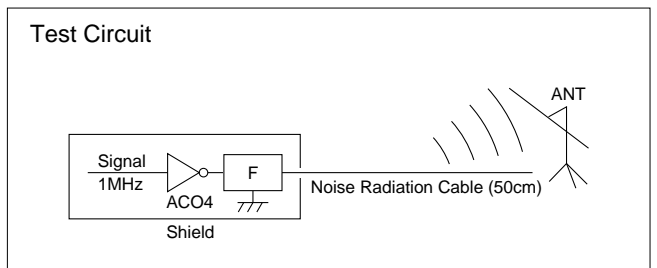 Test Circuit
ANT
Signal
1MHz
F
ACO4
Noise Radiation Cable (50cm)
Shield